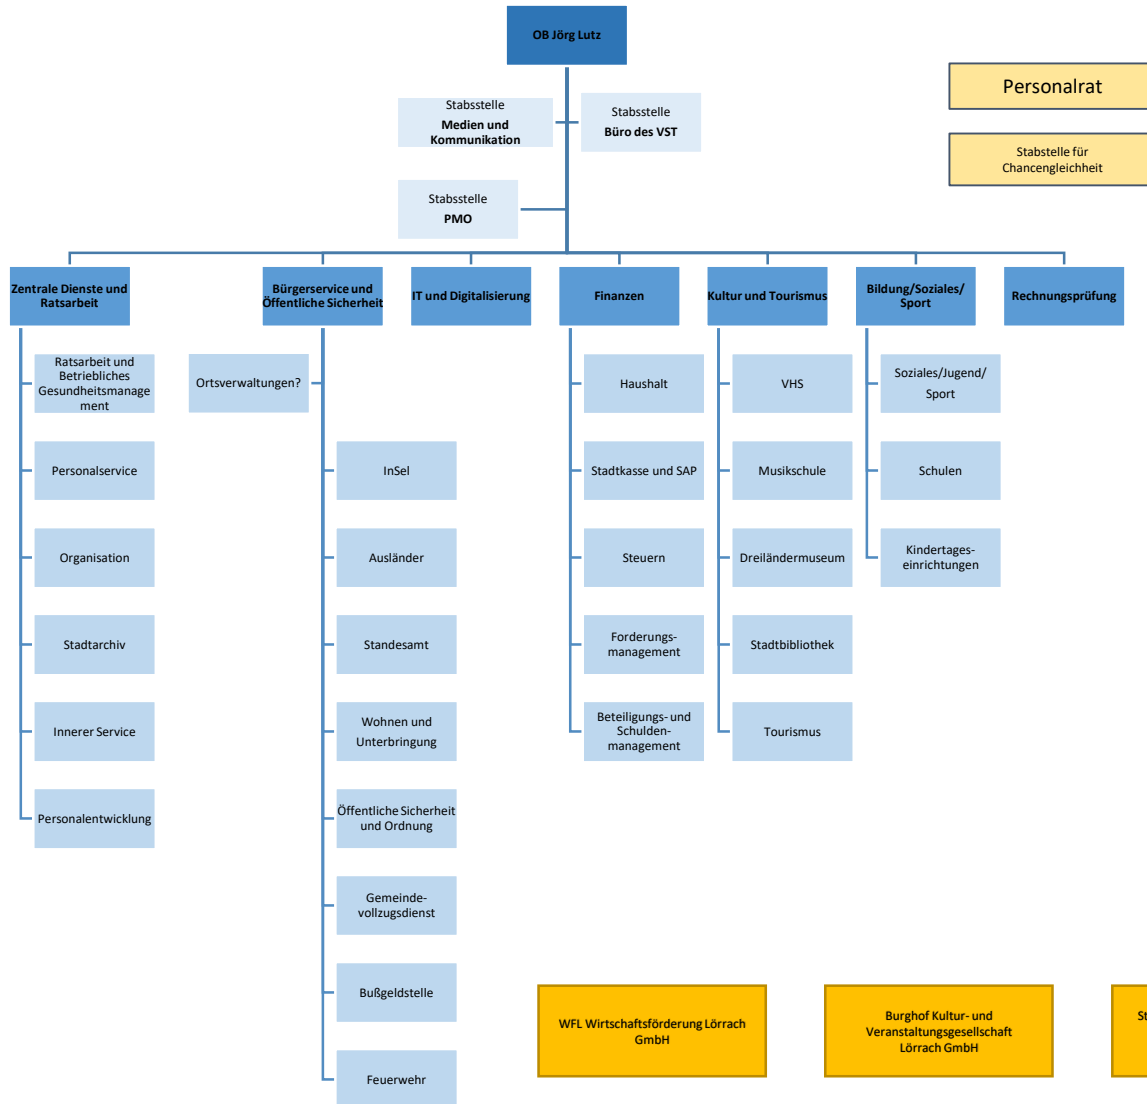 OB Jörg Lutz
Personalrat
Stabstelle für
Chancengleichheit
Stabsstelle
Medien und
Kommunikation
Stabsstelle
Büro des VST
Stabsstelle
PMO
Zentrale Dienste und
Ratsarbeit
Bürgerservice und
Öffentliche Sicherheit
IT und Digitalisierung
Finanzen
Kultur und Tourismus
Bildung/Soziales/
Sport
Rechnungsprüfung
Ratsarbeit und
Betriebliches
Gesundheitsmanage
ment
Personalservice
Organisation
Stadtarchiv
Innerer Service
Personalentwicklung
Ortsverwaltungen?
InSel
Ausländer
Standesamt
Wohnen und
Unterbringung
Öffentliche Sicherheit
und Ordnung
Gemeinde-
vollzugsdienst
Bußgeldstelle
Feuerwehr
Haushalt
Stadtkasse und SAP
Steuern
Forderungs-
management
Beteiligungs- und
Schulden-
management
VHS
Musikschule
Dreiländermuseum
Stadtbibliothek
Tourismus
Soziales/Jugend/
Sport
Schulen
Kindertages-
einrichtungen
WFL Wirtschaftsförderung Lörrach
GmbH
Burghof Kultur- und
Veranstaltungsgesellschaft
Lörrach GmbH